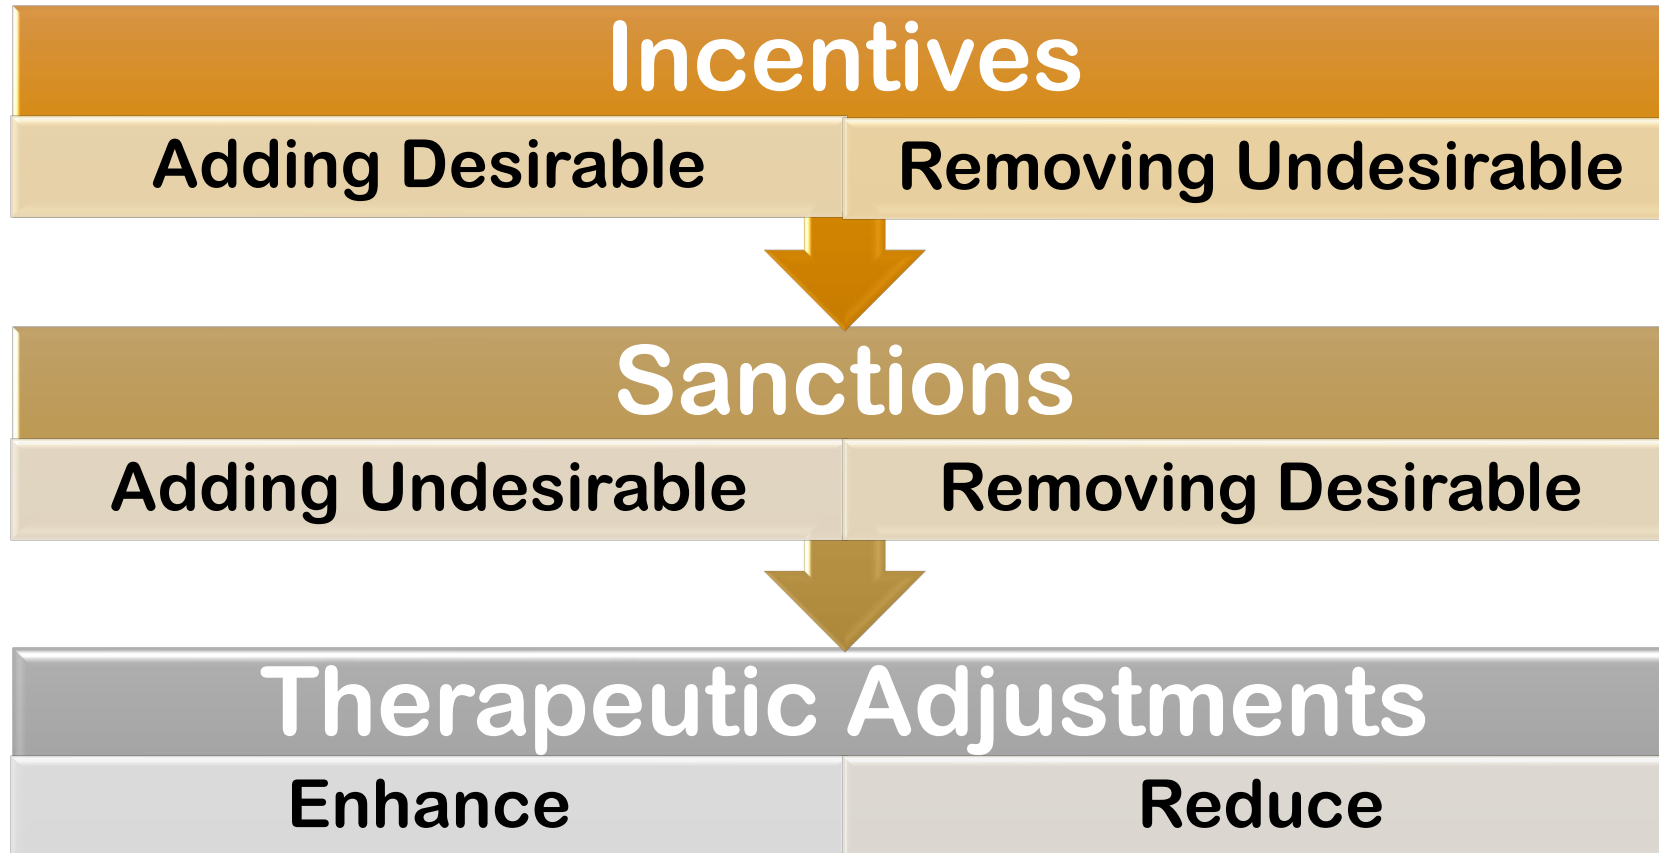 Incentives
Adding Desirable
Removing Undesirable
Sanctions
Adding Undesirable
Removing Desirable
Therapeutic Adjustments
Enhance
Reduce